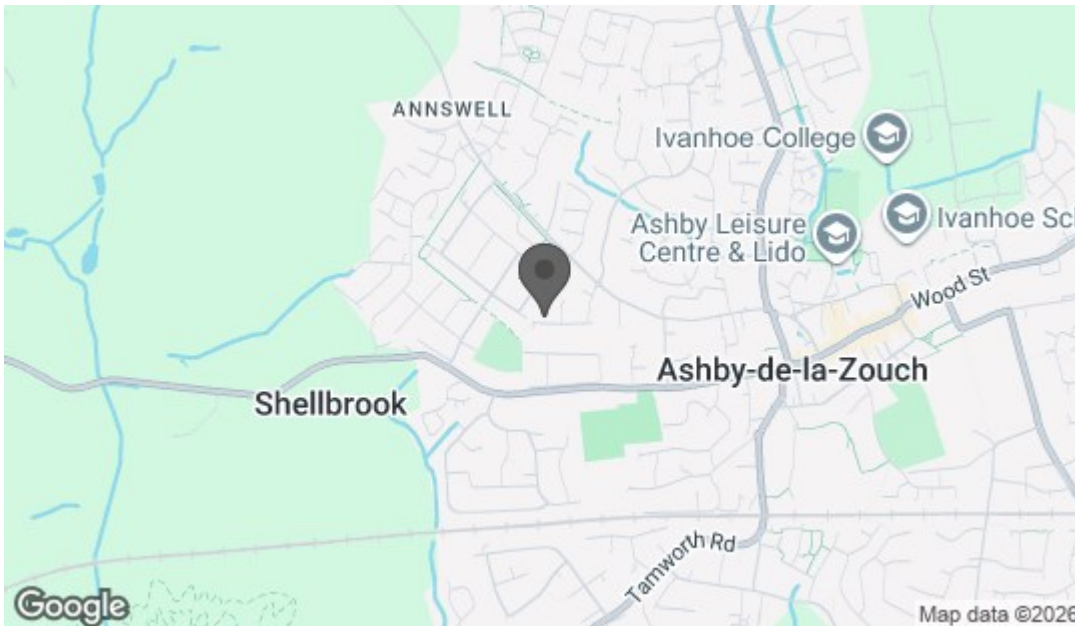 ANNSWELL
Ivanhoe College
Ashby Leisure
Centre & Lido
Ivanhoe Sc
Wood St
Ashby-de-la-Zouch
Shellbrook
Tamworth Rd
Google
Map data ©2026